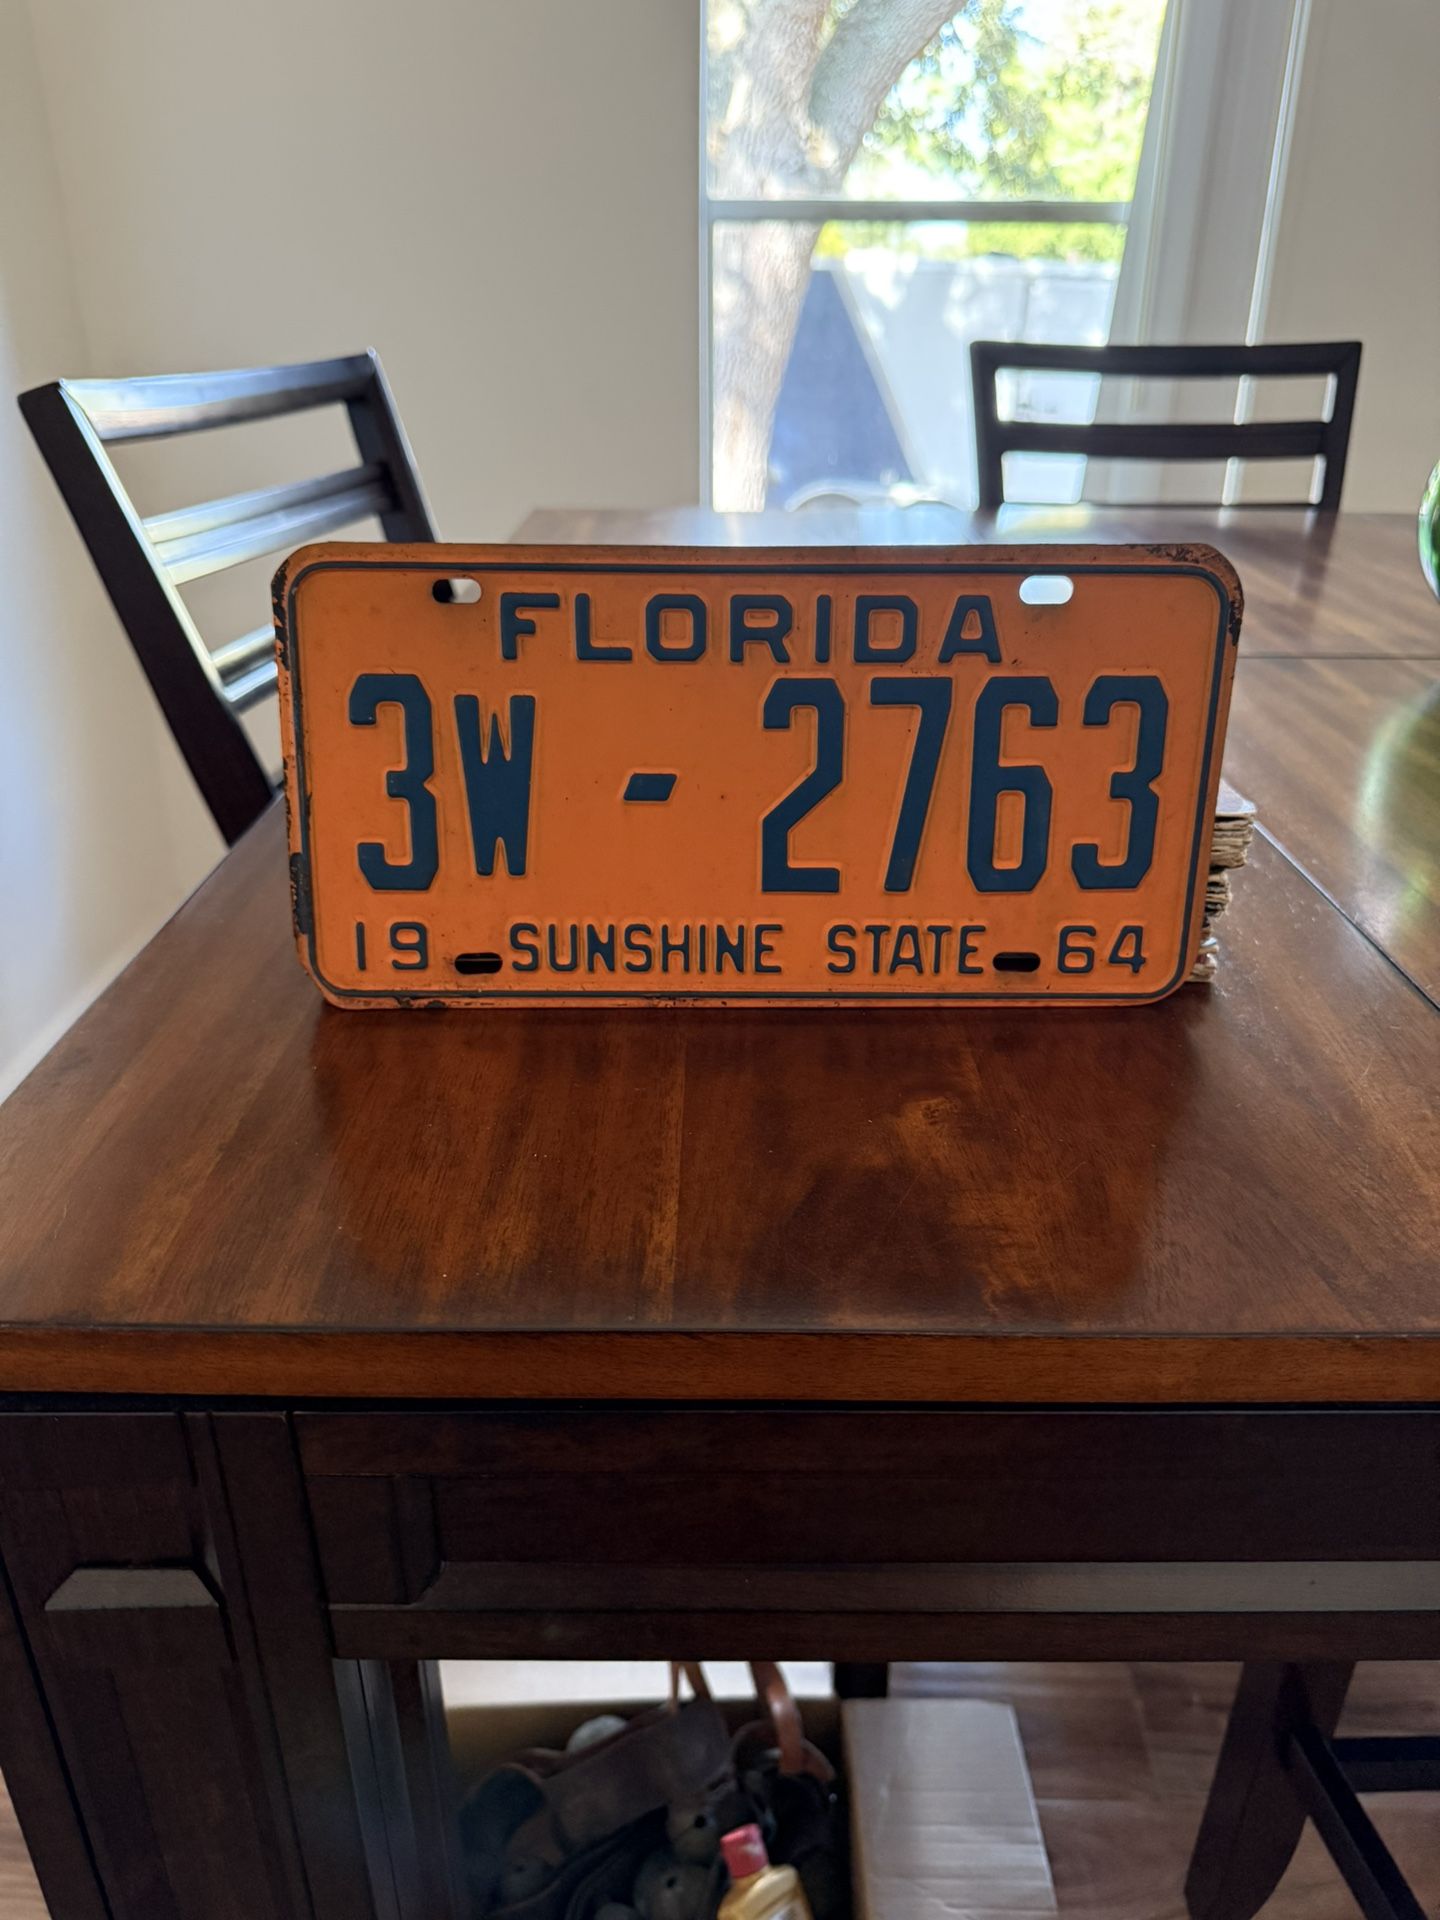 FLORIDA
3W - 2763
19 SUNSHINE STATE 64